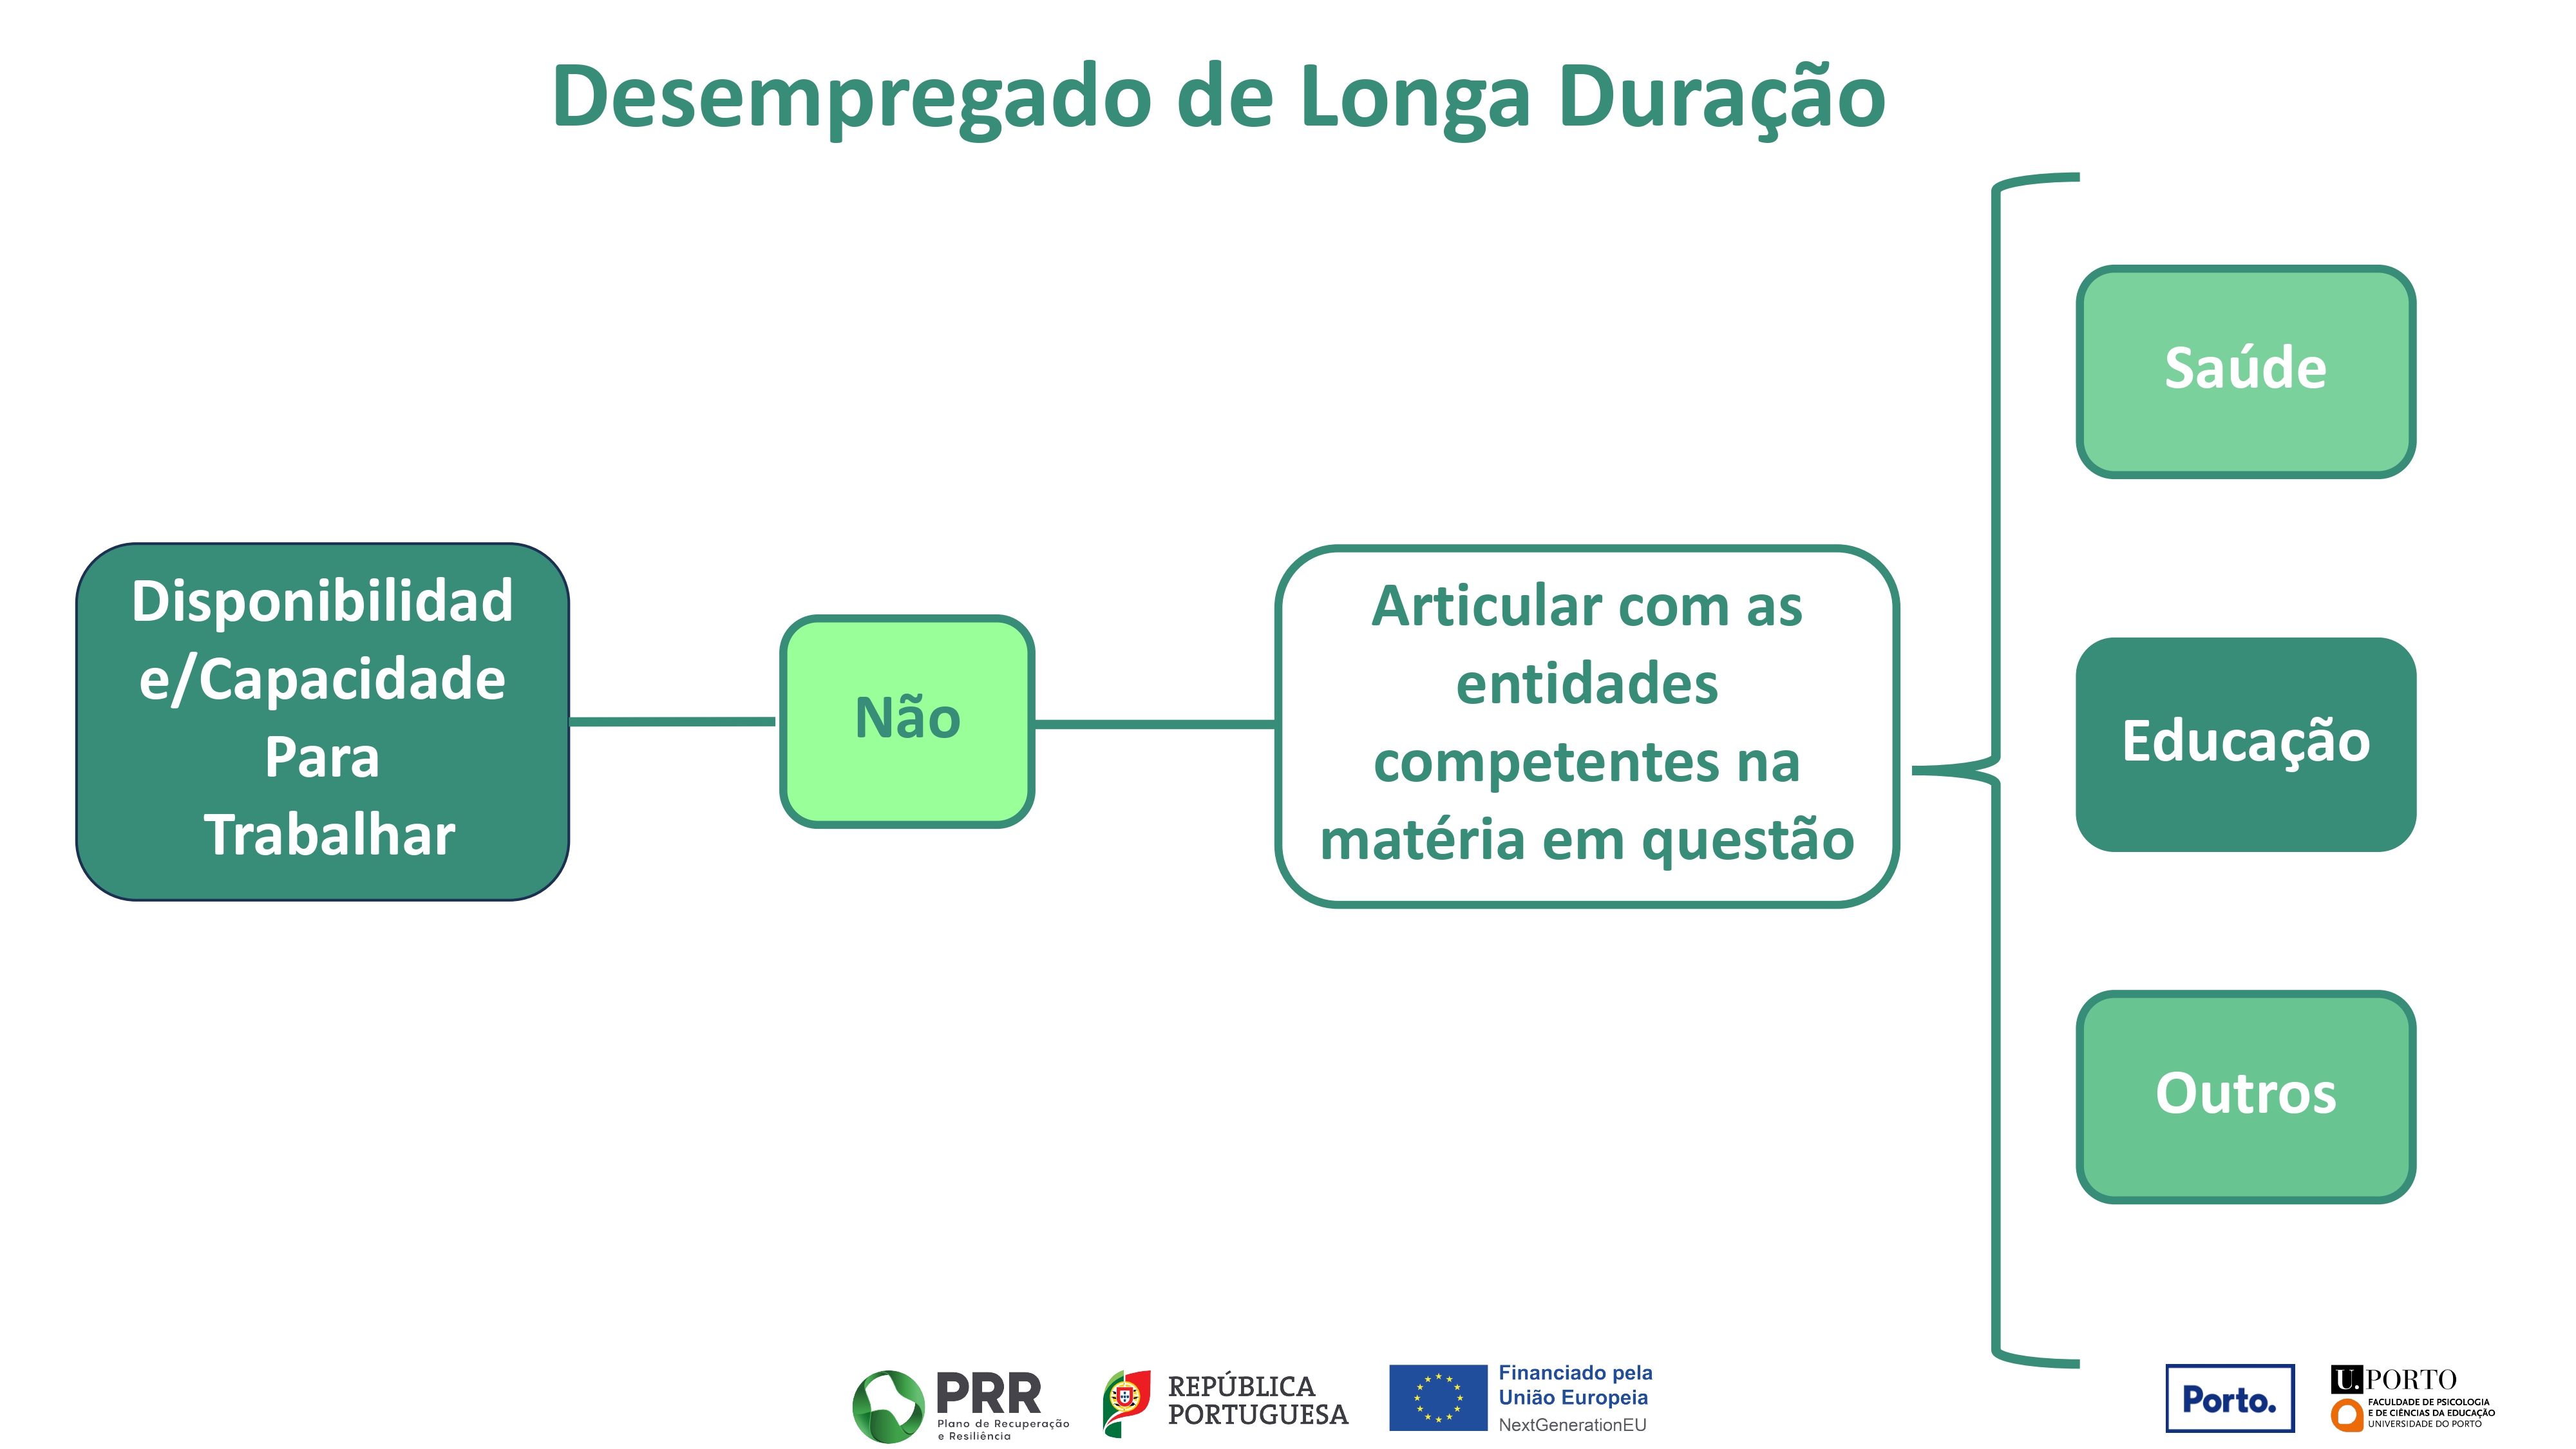 Desempregado de Longa Duração
Disponibilidad
e/Capacidade
Para
Trabalhar
Não
Articular com as
entidades
competentes na
matéria em questão
Saúde
Educação
Outros
PRR
Plano de Recuperação
e Resiliência
REPÚBLICA
PORTUGUESA
Financiado pela
União Europeia
NextGenerationEU
Porto.
U.PORTO
FACULDADE DE PSICOLOGIA
E DE CIÊNCIAS DA EDUCAÇÃO
UNIVERSIDADE DO PORTO